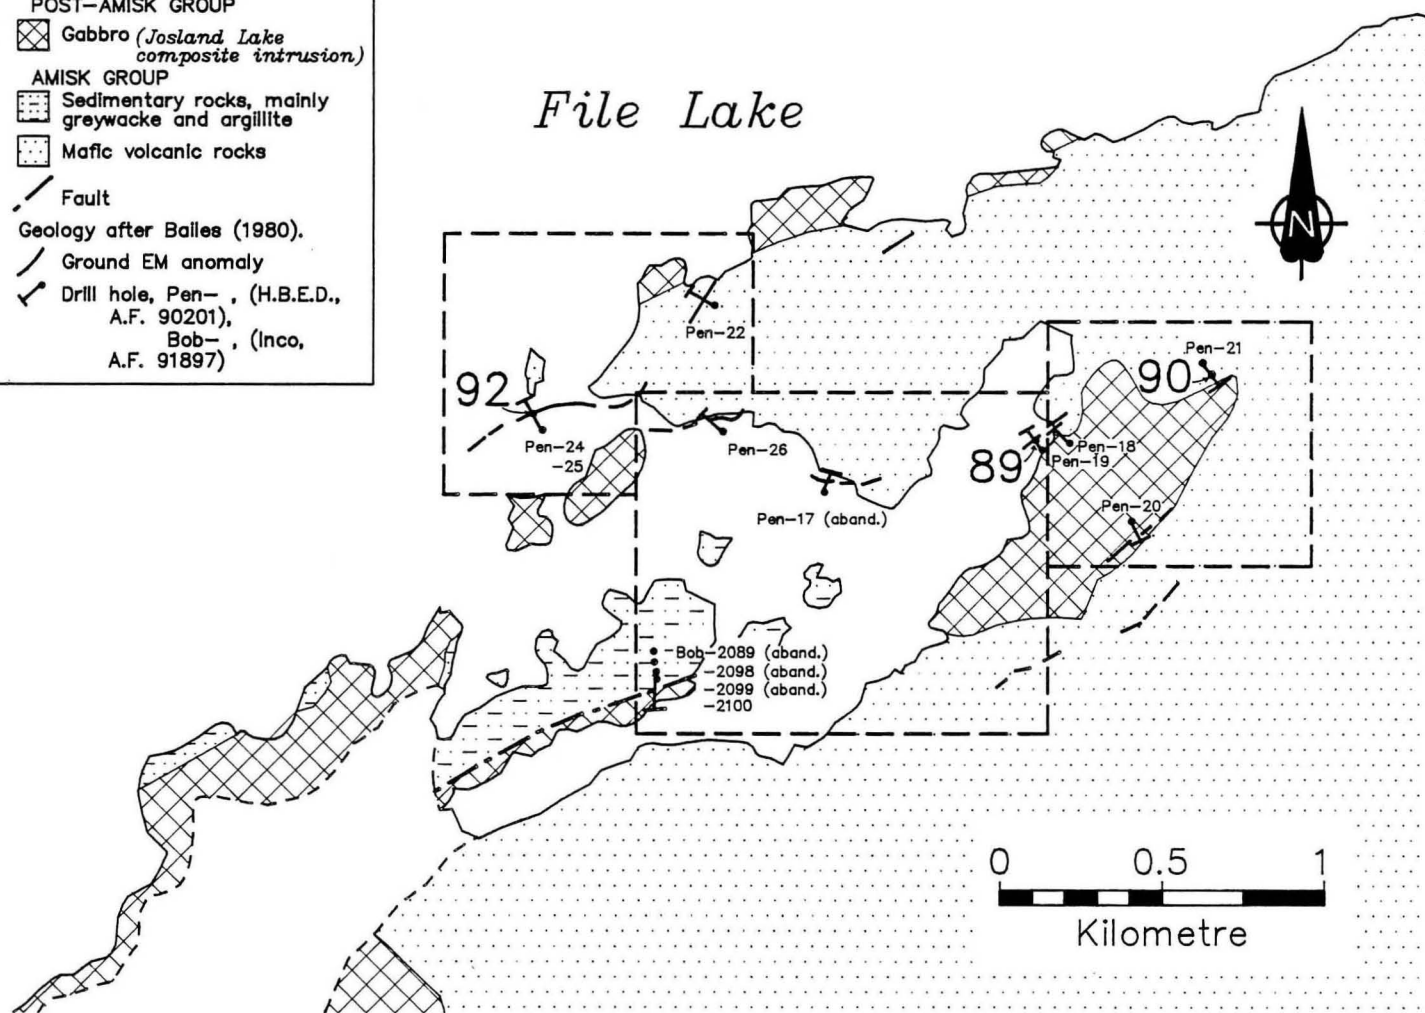 POST-AMISK GROUP
Gabbro (Josland Lake
composite intrusion)
AMISK GROUP
Sedimentary rocks, mainly
greywacke and argillite
Mafic volcanic rocks
Fault
Geology after Bailes (1980).
Ground EM anomaly
Drill hole, Pen- , (H.B.E.D.,
A.F. 90201),
Bob- , (Inco,
A.F. 91897)
File Lake
N
Pen-22
Pen-21
90
92
Pen-24
-25
Pen-26
Pen-18
89
Pen-19
Pen-17 (aband.)
Pen-20
Bob-2089 (aband.)
-2098 (aband.)
-2099 (aband.)
-2100
0 0.5 1
Kilometre